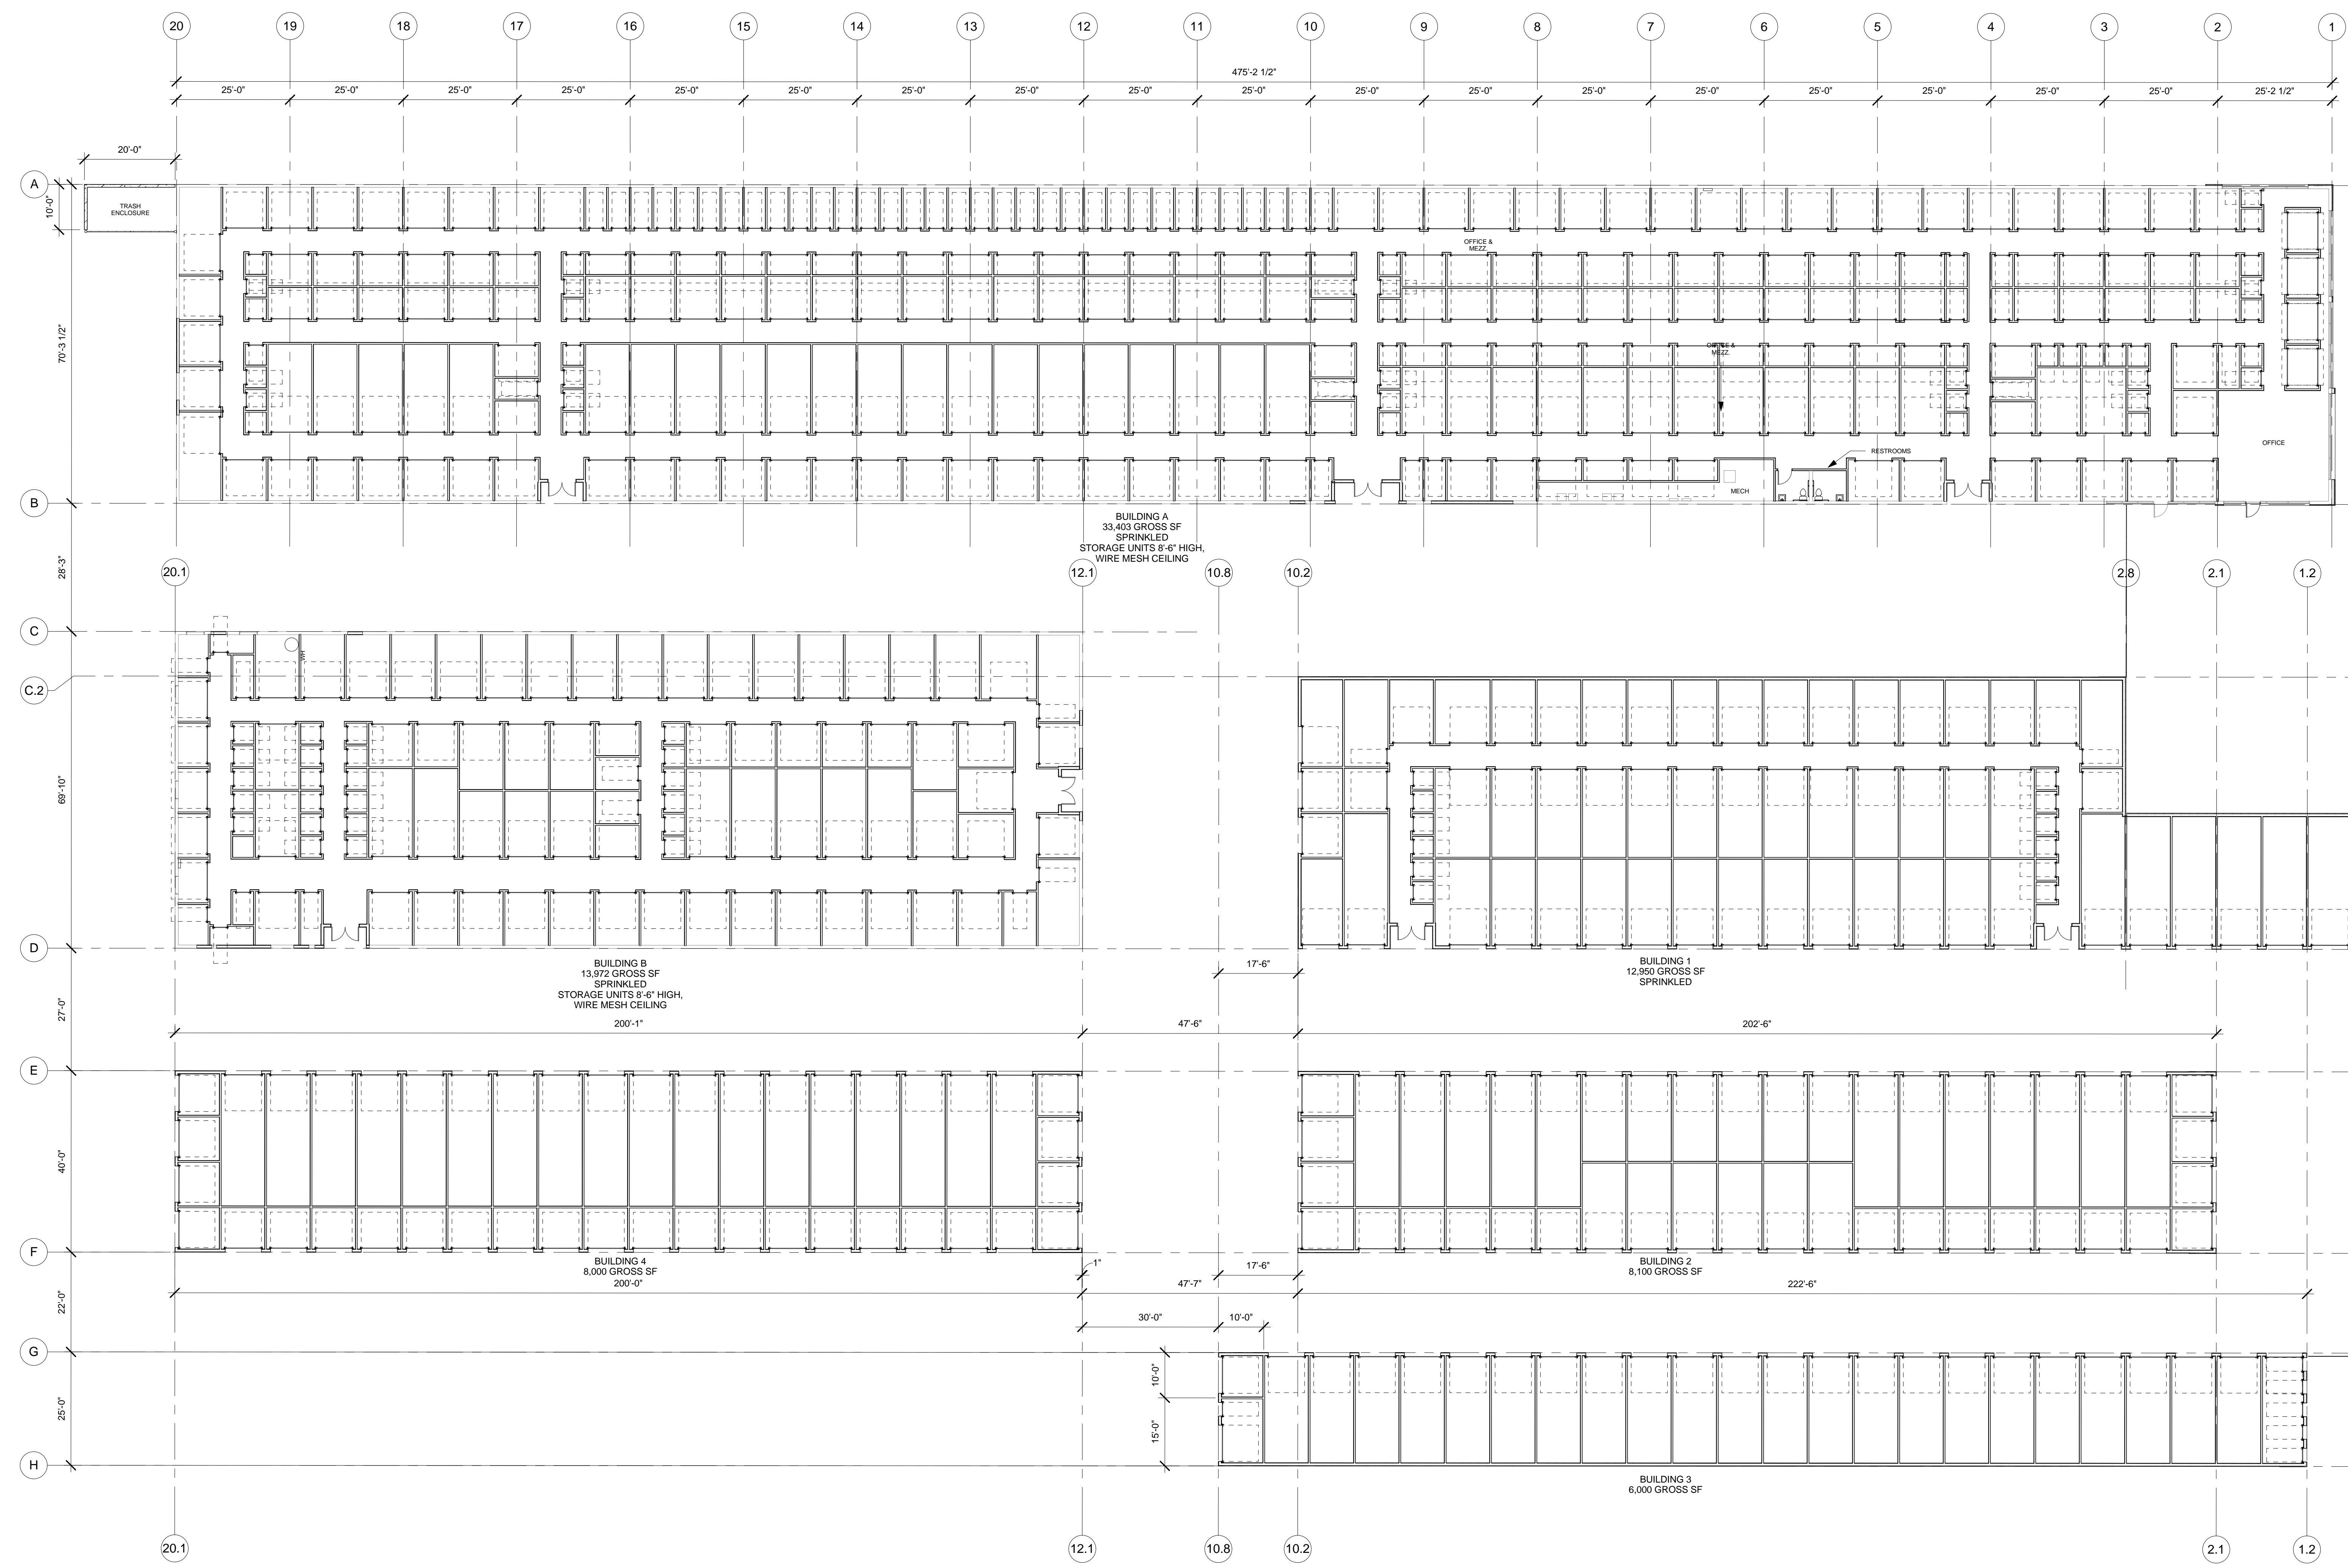 20 19 18 17 16 15 14 13 12 11 10 9 8 7 6 5 4 3 2 1
475'-2 1/2"
25'-0" 25'-0" 25'-0" 25'-0" 25'-0" 25'-0" 25'-0" 25'-0" 25'-0" 25'-0" 25'-0" 25'-0" 25'-0" 25'-0" 25'-0" 25'-0" 25'-0" 25'-0" 25'-2 1/2"
20'-0"
A
10'-0"
TRASH
ENCLOSURE
OFFICE &
MEZZ.
70'-3 1/2"
OFFICE &
MEZZ.
OFFICE
RESTROOMS
MECH
B
BUILDING A
33,403 GROSS SF
SPRINKLED
STORAGE UNITS 8'-6" HIGH,
WIRE MESH CEILING
28'-3"
20.1 12.1 10.8 10.2 2.8 2.1 1.2
C
WH
C.2
69'-10"
D
BUILDING B
13,972 GROSS SF
SPRINKLED
STORAGE UNITS 8'-6" HIGH,
WIRE MESH CEILING
17'-6"
BUILDING 1
12,950 GROSS SF
SPRINKLED
27'-0"
200'-1" 47'-6" 202'-6"
E
40'-0"
F
BUILDING 4
8,000 GROSS SF
200'-0"
1"
17'-6"
47'-7"
BUILDING 2
8,100 GROSS SF
222'-6"
22'-0"
30'-0" 10'-0"
G
10'-0"
25'-0"
15'-0"
H
BUILDING 3
6,000 GROSS SF
20.1 12.1 10.8 10.2 2.1 1.2